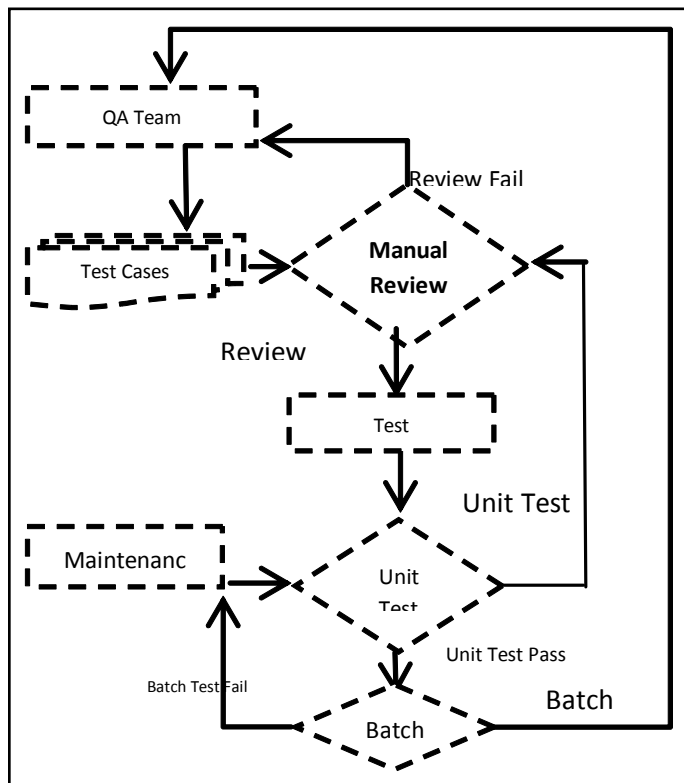 QA Team
Review Fail
Test Cases
Manual
Review
Review
Test
Unit Test
Maintenanc
Unit
Test
Unit Test Pass
Batch Test Fail
Batch
Batch